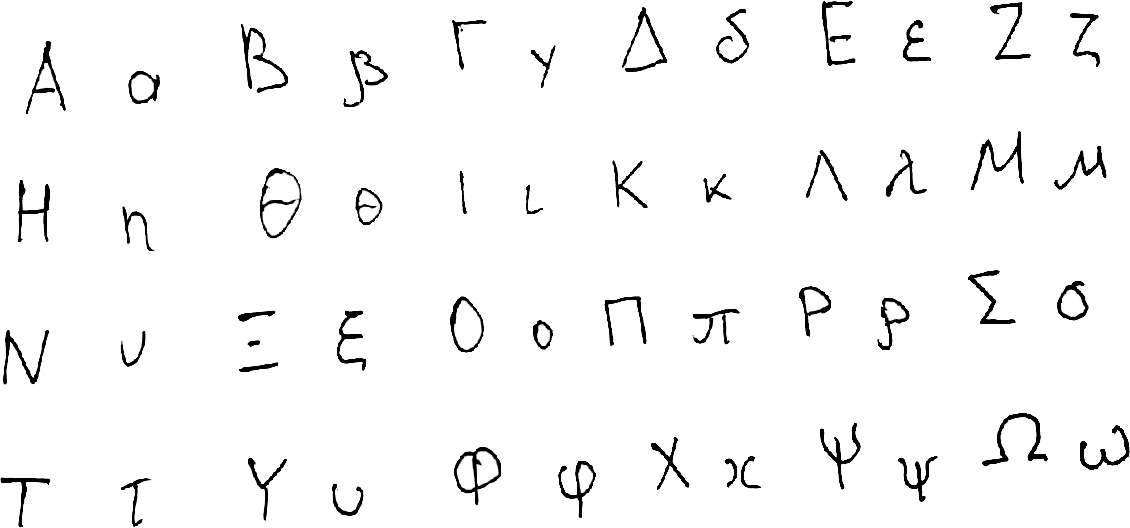 Α α Β β Γ γ Δ δ Ε ε Ζ ζ
Η η Θ θ Ι ι Κ κ Λ λ Μ μ
Ν ν Ξ ξ Ο ο Π π Ρ ρ Σ σ
Τ τ Υ υ Φ φ Χ χ Ψ ψ Ω ω